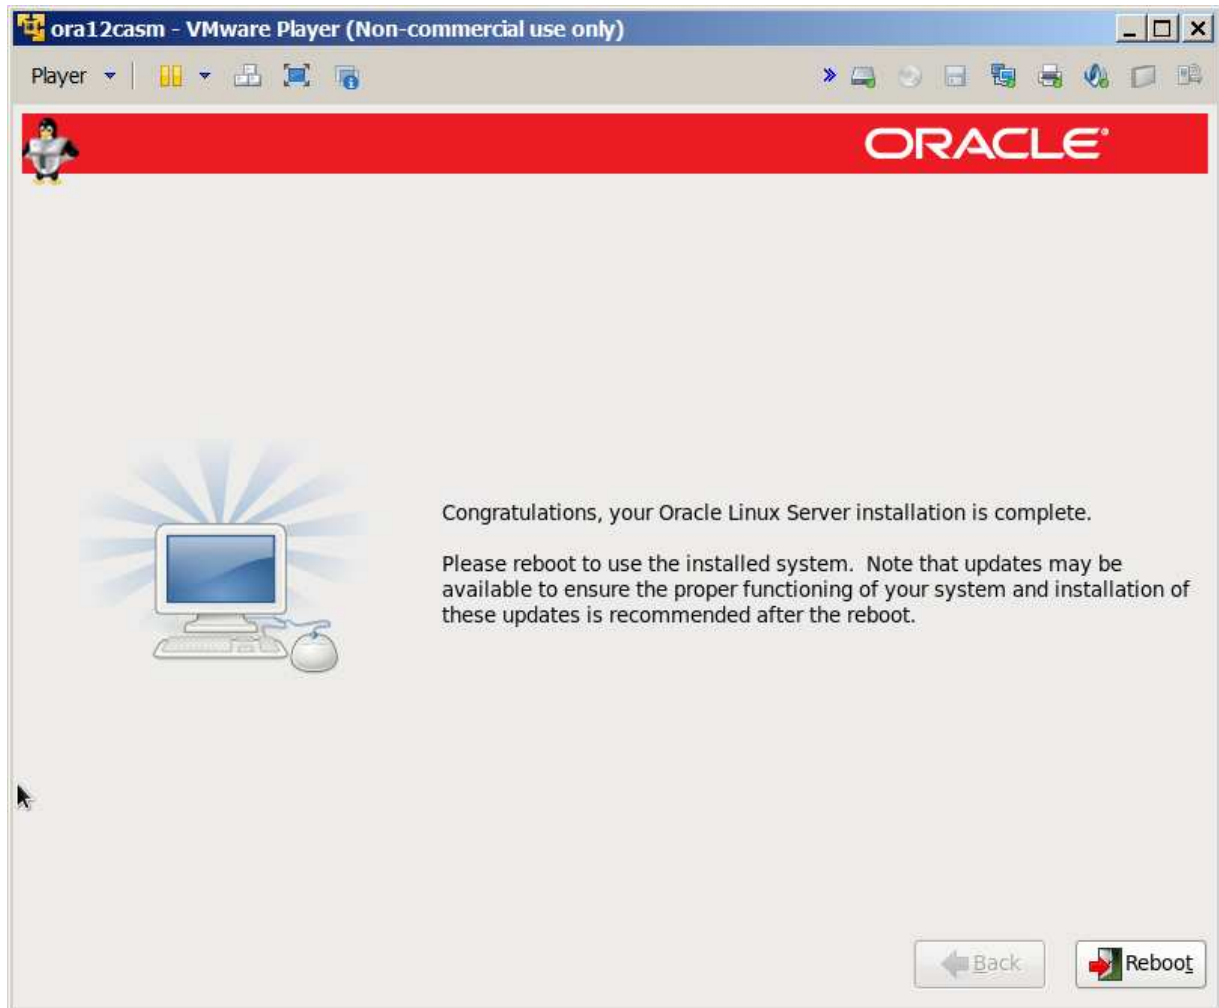 ora12casm - VMware Player (Non-commercial use only)
Player
ORACLE®
Congratulations, your Oracle Linux Server installation is complete.
Please reboot to use the installed system.  Note that updates may be
available to ensure the proper functioning of your system and installation of
these updates is recommended after the reboot.
Back
Reboot